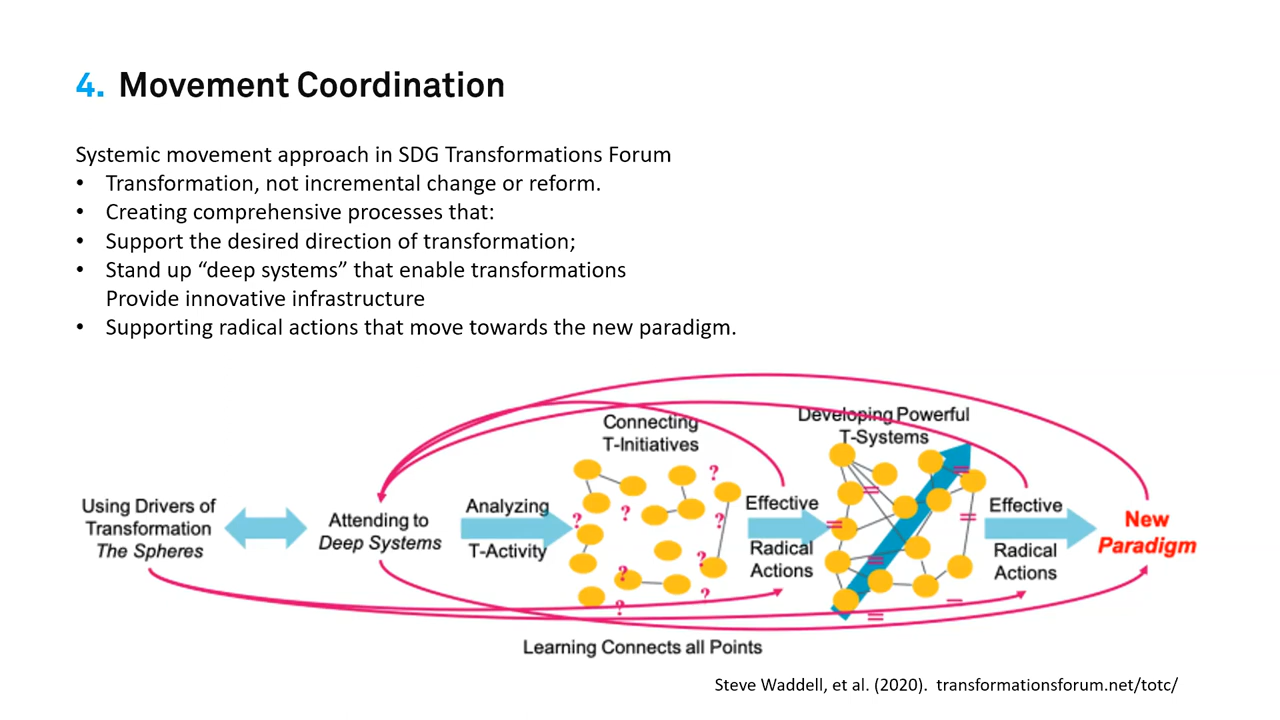 4. Movement Coordination
Systemic movement approach in SDG Transformations Forum
• Transformation, not incremental change or reform.
• Creating comprehensive processes that:
• Support the desired direction of transformation;
• Stand up “deep systems” that enable transformations
Provide innovative infrastructure
• Supporting radical actions that move towards the new paradigm.
Using Drivers of
Transformation
The Spheres
Attending to
Deep Systems
Analyzing
T-Activity
Connecting
T-Initiatives
?
?
?
?
?
?
?
?
Effective
Radical
Actions
Developing Powerful
T-Systems
=
=
=
=
=
=
Effective
Radical
Actions
New
Paradigm
Learning Connects all Points
Steve Waddell, et al. (2020). transformationsforum.net/totc/